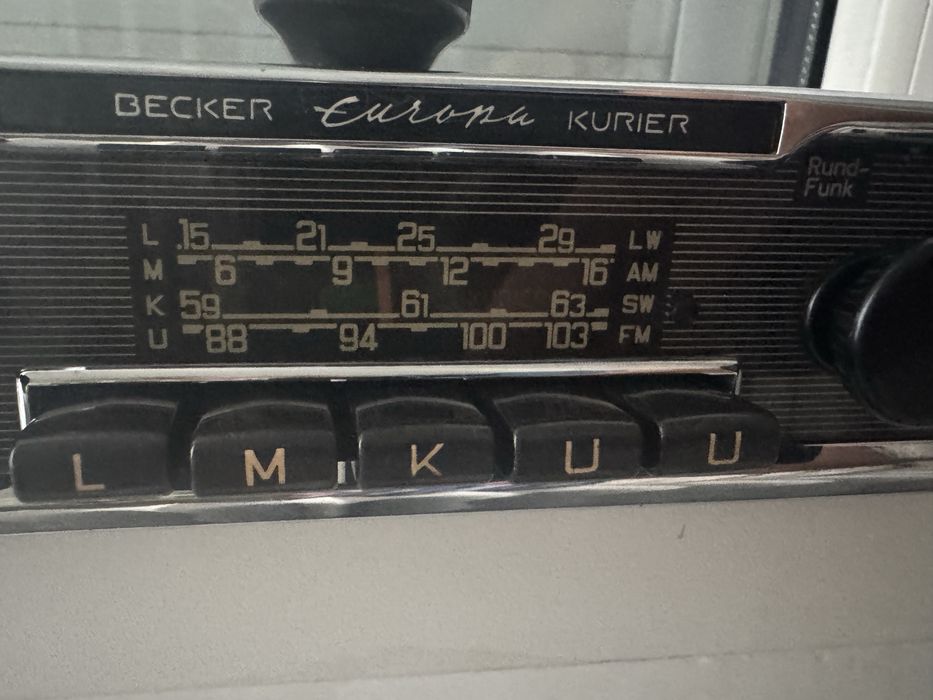 BECKER Europa KURIER
Rund-
Funk
L .15 21 25 29 LW
M 6 9 12 16 AM
K 59 61 63 SW
U 88 94 100 103 FM
L M K U U